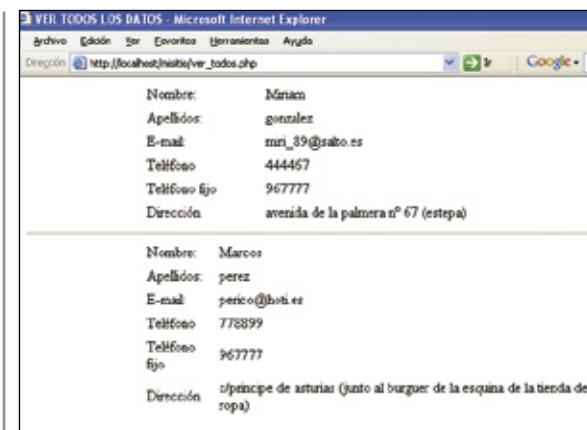 VER TODOS LOS DATOS - Microsoft Internet Explorer
Archivo Edición Ver Favoritos Herramientas Ayuda
Dirección http://localhost/misitio/ver_todos.php Ir Google
Nombre: Miriam
Apellidos: gonzalez
E-mail: miri_89@salto.es
Teléfono 444467
Teléfono fijo 967777
Dirección avenida de la palmera nº 67 (estepa)
Nombre: Marcos
Apellidos: perez
E-mail: perico@hoti.es
Teléfono 778899
Teléfono
fijo 967777
Dirección c/principe de asturias (junto al burguer de la esquina de la tienda de
ropa)